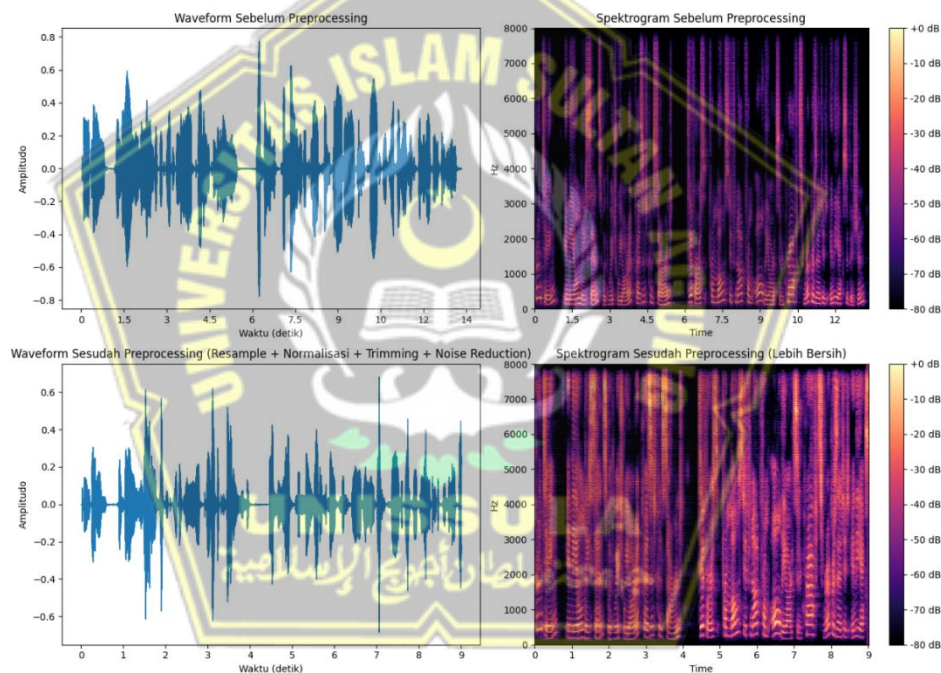 Waveform Sebelum Preprocessing
Amplitudo
0.8
0.6
0.4
0.2
0.0
−0.2
−0.4
−0.6
−0.8
0 1.5 3 4.5 6 7.5 9 10.5 12 14
Waktu (detik)
Spektrogram Sebelum Preprocessing
Hz
8000
7000
6000
5000
4000
3000
2000
1000
0
0 1.5 3 4.5 6 7.5 10 12
Time
+0 dB
-10 dB
-20 dB
-30 dB
-40 dB
-50 dB
-60 dB
-70 dB
-80 dB
Waveform Sesudah Preprocessing (Resample + Normalisasi + Trimming + Noise Reduction)
Amplitudo
0.6
0.4
0.2
0.0
−0.2
−0.4
−0.6
0 1 2 3 4 5 6 7 8 9
Waktu (detik)
Spektrogram Sesudah Preprocessing (Lebih Bersih)
Hz
8000
7000
6000
5000
4000
3000
2000
1000
0
0 1 2 3 4 5 6 7 8 9
Time
+0 dB
-10 dB
-20 dB
-30 dB
-40 dB
-50 dB
-60 dB
-70 dB
-80 dB
UNIVERSITAS ISLAM SULTAN AGUNG
UNISSULA
جامعة سلطان أجونج الإسلامية